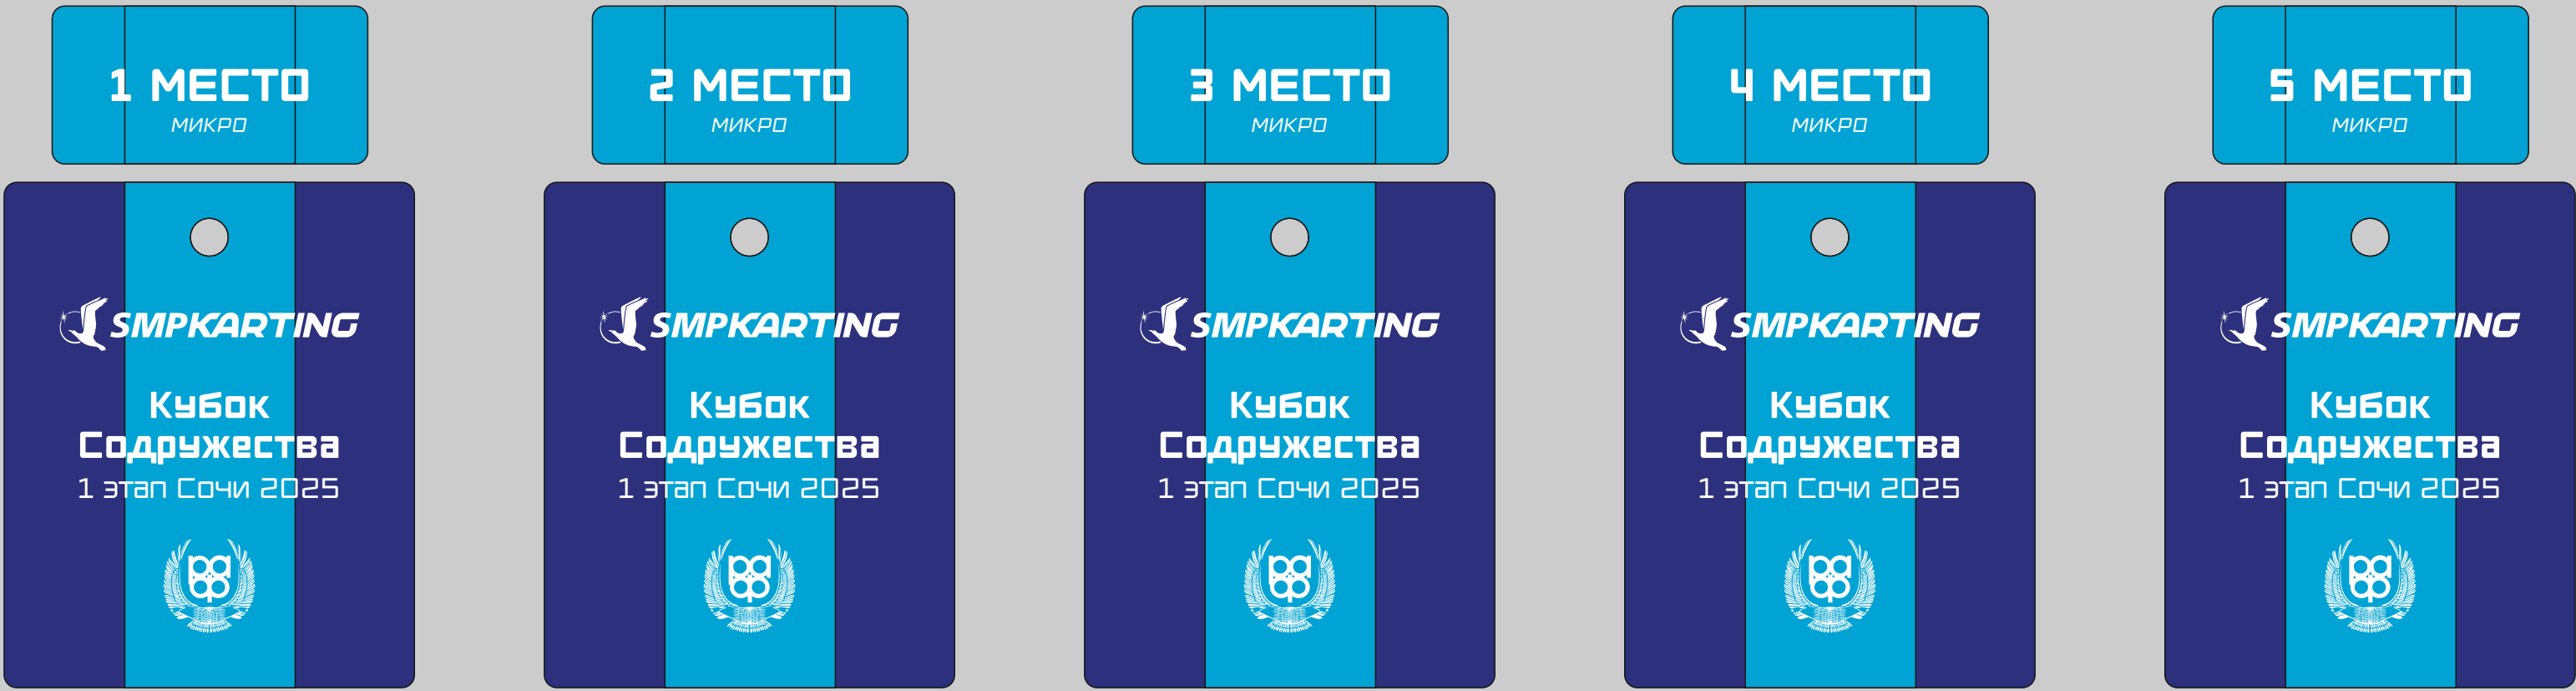 1 МЕСТО
МИКРО
2 МЕСТО
МИКРО
3 МЕСТО
МИКРО
4 МЕСТО
МИКРО
5 МЕСТО
МИКРО
SMPKARTING
Кубок
Содружества
1 этап Сочи 2025
SMPKARTING
Кубок
Содружества
1 этап Сочи 2025
SMPKARTING
Кубок
Содружества
1 этап Сочи 2025
SMPKARTING
Кубок
Содружества
1 этап Сочи 2025
SMPKARTING
Кубок
Содружества
1 этап Сочи 2025